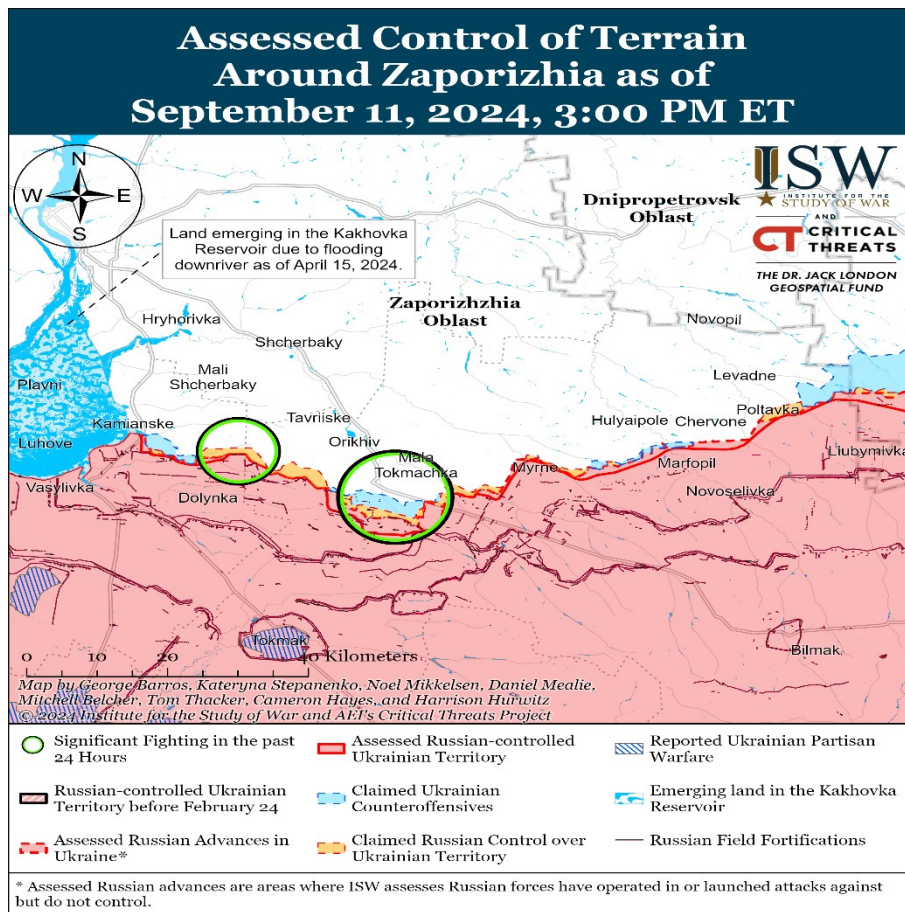 Assessed Control of Terrain
Around Zaporizhia as of
September 11, 2024, 3:00 PM ET
N
W E
S
Land emerging in the Kakhovka
Reservoir due to flooding
downriver as of April 15, 2024.
Dnipropetrovsk
Oblast
ISW
INSTITUTE FOR THE
STUDY OF WAR
AND
CT CRITICAL
THREATS
THE DR. JACK LONDON
GEOSPATIAL FUND
Zaporizhzhia
Oblast
Hryhorivka
Novopil
Shcherbaky
Mali
Shcherbaky
Levadne
Plavni
Tavriiske
Poltavka
Kamianske
Hulyaipole
Chervone
Luhove
Orikhiv
Liubymivka
Mala
Tokmachka
Myrne
Marfopil
Vasylivka
Dolynka
Novoselivka
Tokmak
Bilmak
0 10 20 40 Kilometers
Map by George Barros, Kateryna Stepanenko, Noel Mikkelsen, Daniel Mealie,
Mitchell Belcher, Tom Thacker, Cameron Hayes, and Harrison Hurwitz
© 2024 Institute for the Study of War and AEI's Critical Threats Project
Significant Fighting in the past
24 Hours
Assessed Russian-controlled
Ukrainian Territory
Reported Ukrainian Partisan
Warfare
Russian-controlled Ukrainian
Territory before February 24
Claimed Ukrainian
Counteroffensives
Emerging land in the Kakhovka
Reservoir
Assessed Russian Advances in
Ukraine*
Claimed Russian Control over
Ukrainian Territory
Russian Field Fortifications
* Assessed Russian advances are areas where ISW assesses Russian forces have operated in or launched attacks against
but do not control.